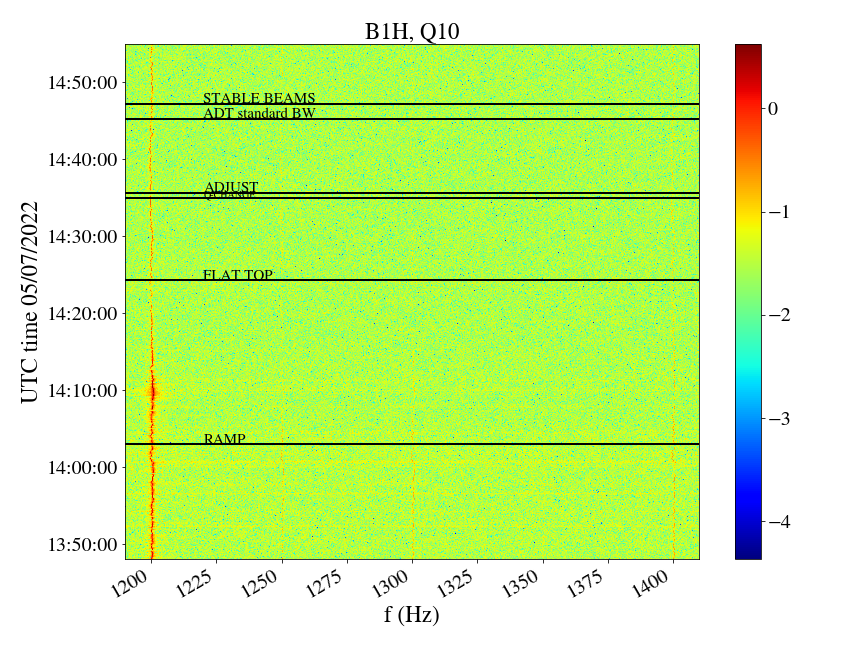 B1H, Q10
14:50:00
STABLE BEAMS
ADT standard BW
14:40:00
ADJUST
14:30:00
FLAT TOP
14:20:00
14:10:00
RAMP
14:00:00
13:50:00
UTC time 05/07/2022
1200 1225 1250 1275 1300 1325 1350 1375 1400
f (Hz)
0
−1
−2
−3
−4